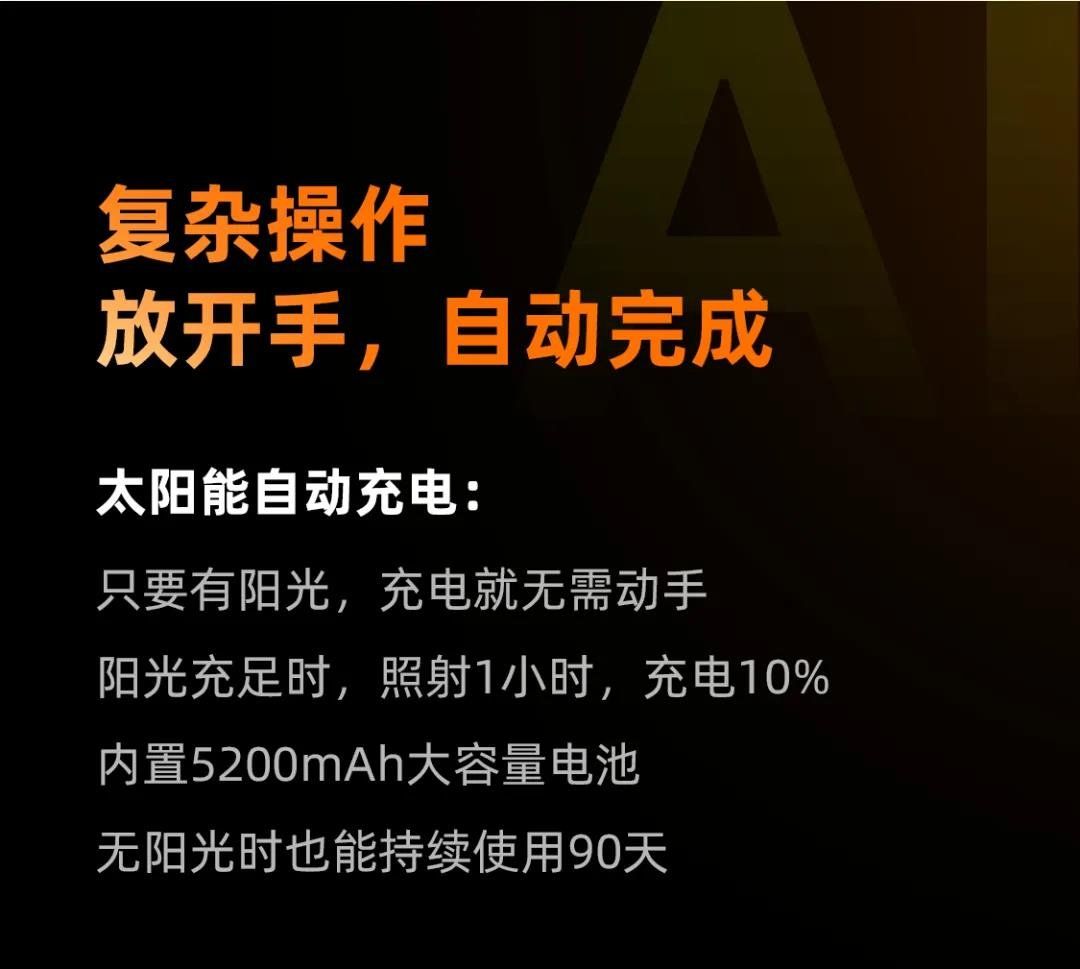 AI
复杂操作
放开手，自动完成
太阳能自动充电：
只要有阳光，充电就无需动手
阳光充足时，照射1小时，充电10%
内置5200mAh大容量电池
无阳光时也能持续使用90天